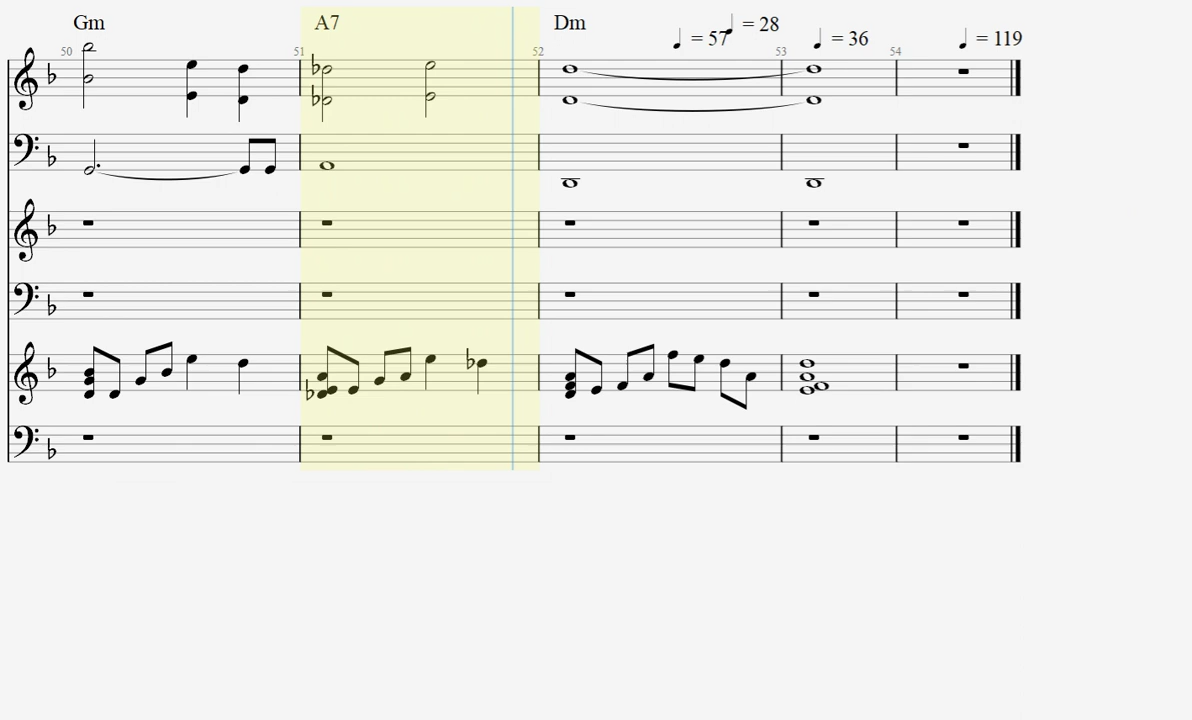 Gm A7 Dm
= 57 = 28 = 36 = 119
50 51 52 53 54